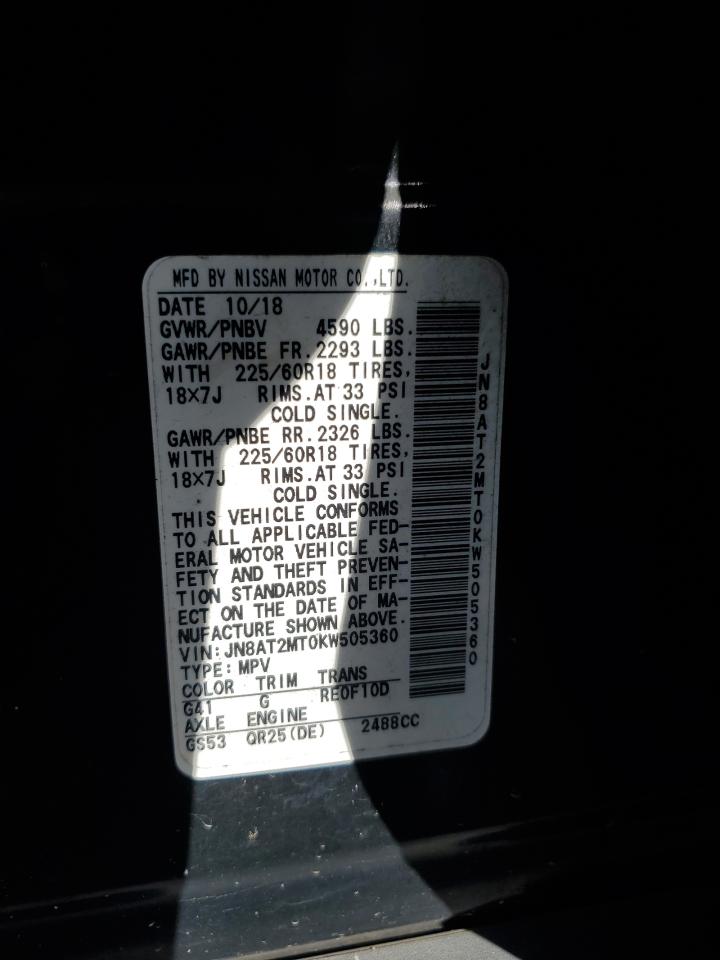 MFD BY NISSAN MOTOR CO.,LTD.
DATE 10/18
GVWR/PNBV 4590 LBS.
GAWR/PNBE FR.2293 LBS.
WITH 225/60R18 TIRES,
18×7J RIMS.AT 33 PSI
COLD SINGLE.
GAWR/PNBE RR.2326 LBS.
WITH 225/60R18 TIRES,
18×7J RIMS.AT 33 PSI
COLD SINGLE.
THIS VEHICLE CONFORMS
TO ALL APPLICABLE FED-
ERAL MOTOR VEHICLE SA-
FETY AND THEFT PREVEN-
TION STANDARDS IN EFF-
ECT ON THE DATE OF MA-
NUFACTURE SHOWN ABOVE.
VIN:JN8AT2MT0KW505360
TYPE:MPV
COLOR TRIM TRANS
G41 G RE0F10D
AXLE ENGINE
GS53 QR25(DE) 2488CC
JN8AT2MT0KW505360